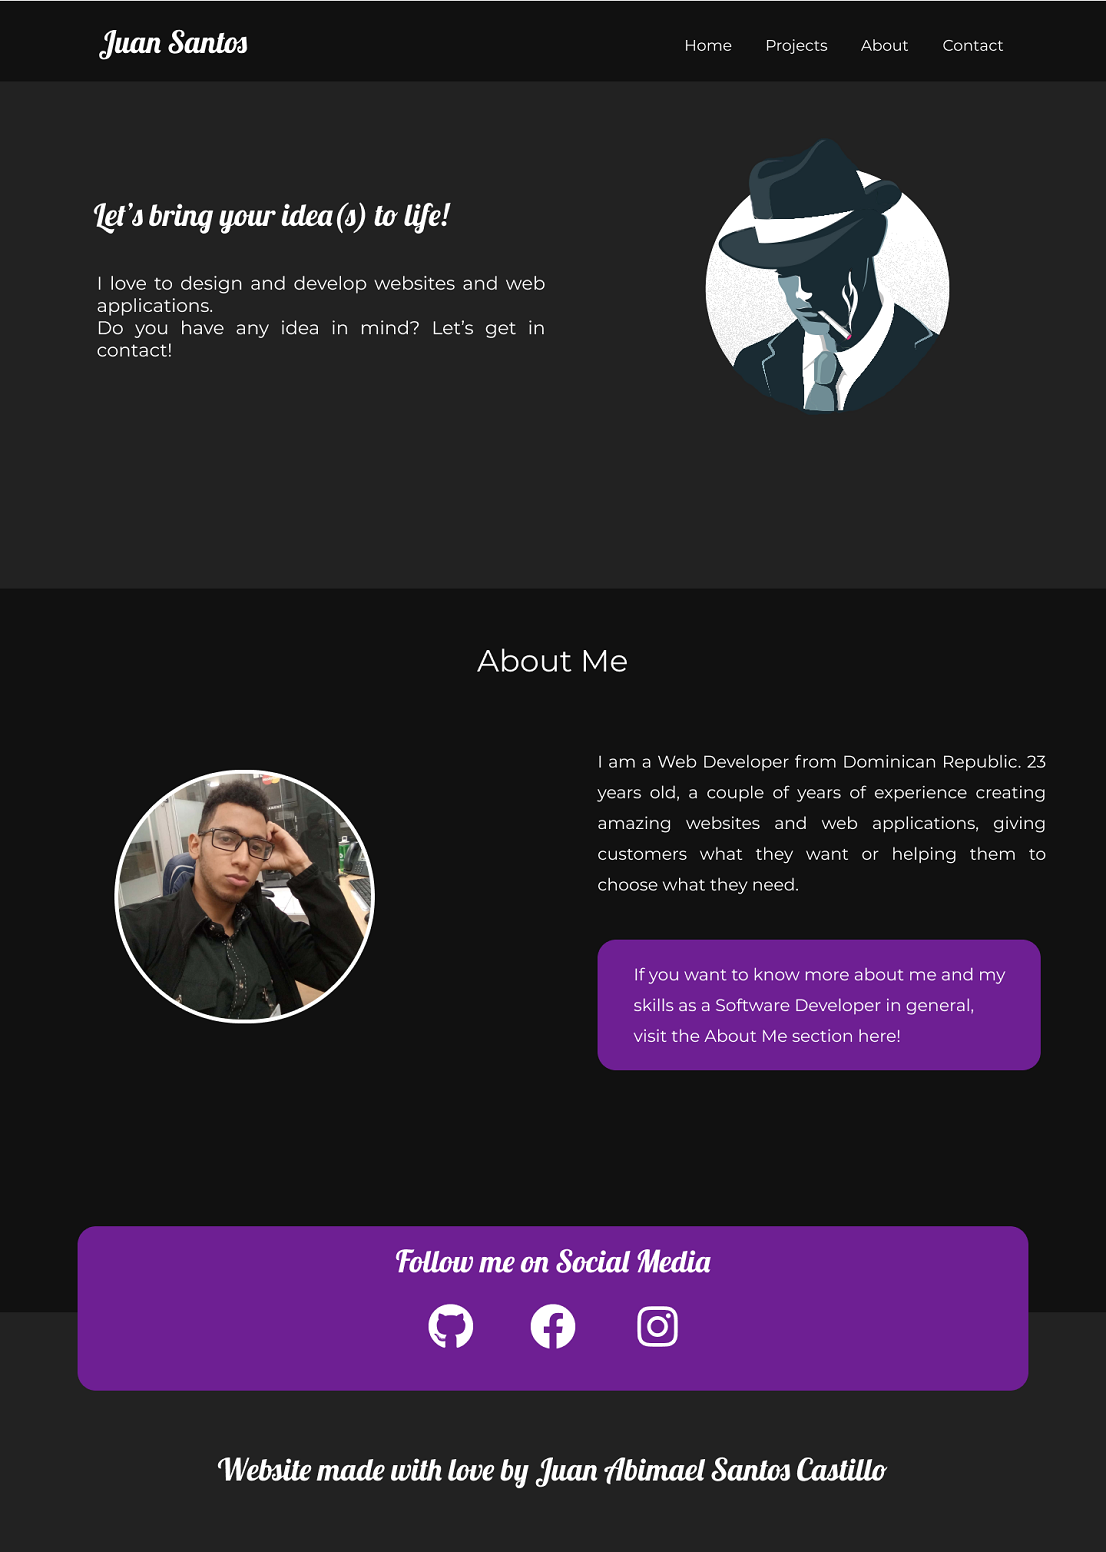 Juan Santos
Home Projects About Contact
Let’s bring your idea(s) to life!
I love to design and develop websites and web
applications.
Do you have any idea in mind? Let’s get in
contact!
About Me
I am a Web Developer from Dominican Republic. 23
years old, a couple of years of experience creating
amazing websites and web applications, giving
customers what they want or helping them to
choose what they need.
If you want to know more about me and my
skills as a Software Developer in general,
visit the About Me section here!
Follow me on Social Media
Website made with love by Juan Abimael Santos Castillo